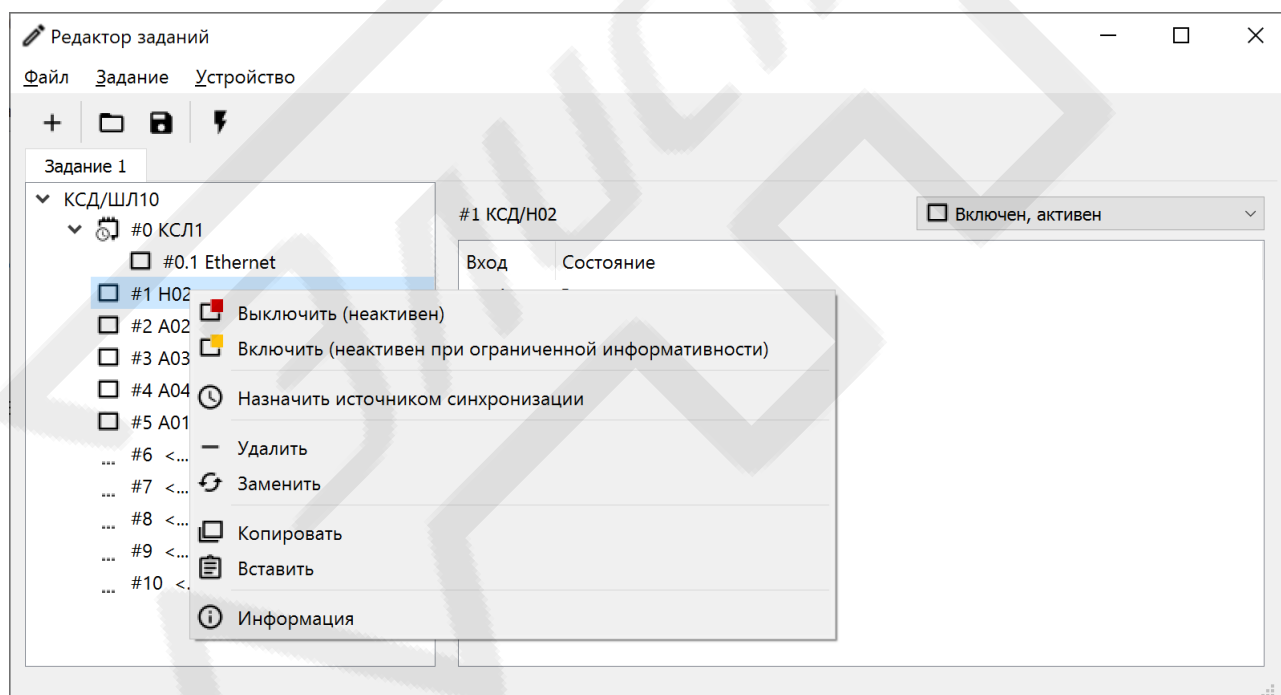 Редактор заданий
Файл Задание Устройство
Задание 1
КСД/ШЛ10
#0 КСЛ1
#0.1 Ethernet
#1 Н02
#2 А02
#3 А03
#4 А04
#5 А01
#6 <...
#7 <...
#8 <...
#9 <...
#10 <.
#1 КСД/Н02
Включен, активен
Вход Состояние
Выключить (неактивен)
Включить (неактивен при ограниченной информативности)
Назначить источником синхронизации
Удалить
Заменить
Копировать
Вставить
Информация
ЭЛИС